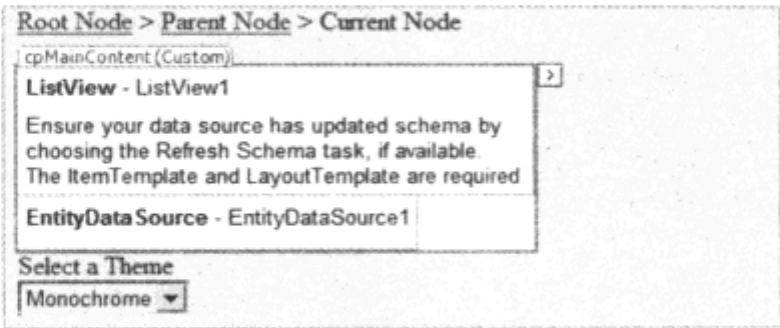 Root Node > Parent Node > Current Node
cpMainContent (Custom)
ListView - ListView1
Ensure your data source has updated schema by
choosing the Refresh Schema task, if available.
The ItemTemplate and LayoutTemplate are required
EntityDataSource - EntityDataSource1
Select a Theme
Monochrome